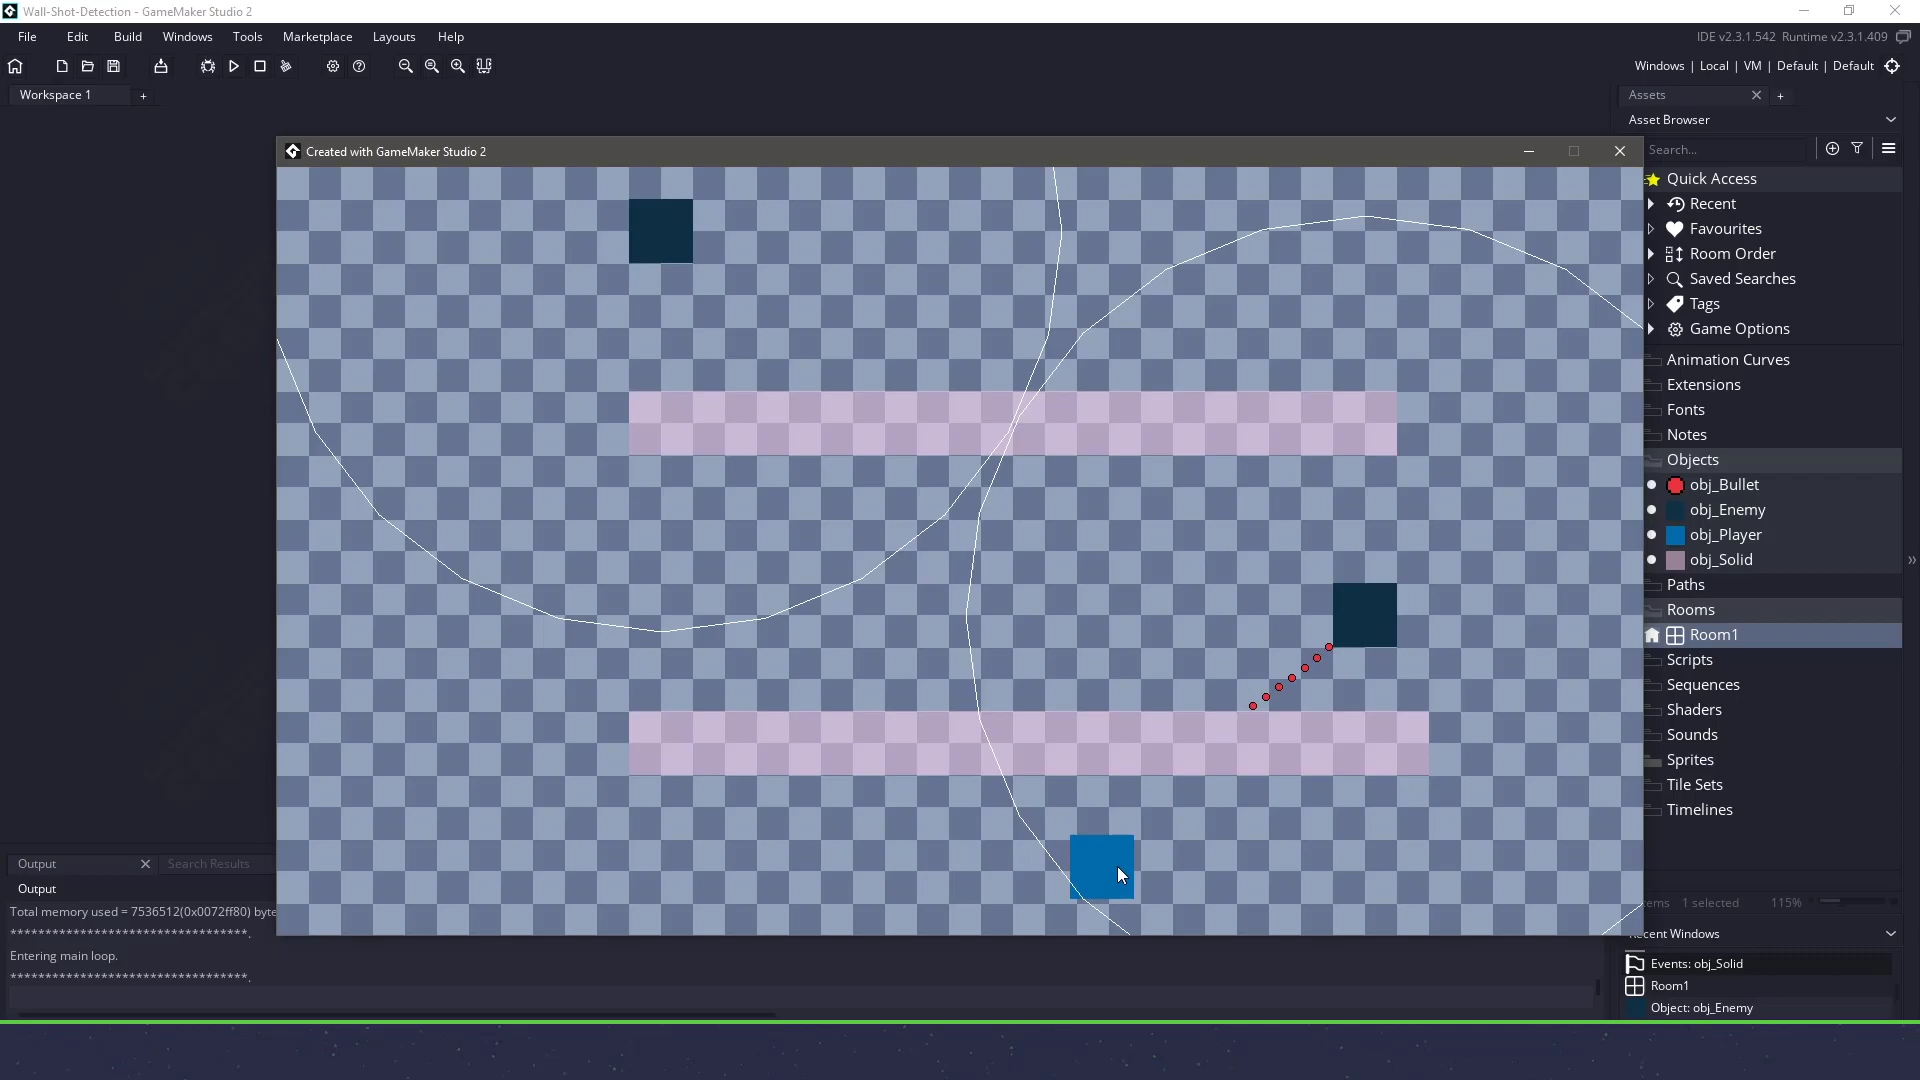 Wall-Shot-Detection - GameMaker Studio 2
File Edit Build Windows Tools Marketplace Layouts Help
IDE v2.3.1.542 Runtime v2.3.1.409
Windows | Local | VM | Default | Default
Workspace 1
Assets
Asset Browser
Created with GameMaker Studio 2
Search...
Quick Access
Recent
Favourites
Room Order
Saved Searches
Tags
Game Options
Animation Curves
Extensions
Fonts
Notes
Objects
obj_Bullet
obj_Enemy
obj_Player
obj_Solid
Paths
Rooms
Room1
Scripts
Sequences
Shaders
Sounds
Sprites
Tile Sets
Timelines
Output Search Results
Output
Total memory used = 7536512(0x0072ff80) byte
**********************************.
Entering main loop.
**********************************.
1 selected 115%
Windows
Events: obj_Solid
Room1
Object: obj_Enemy